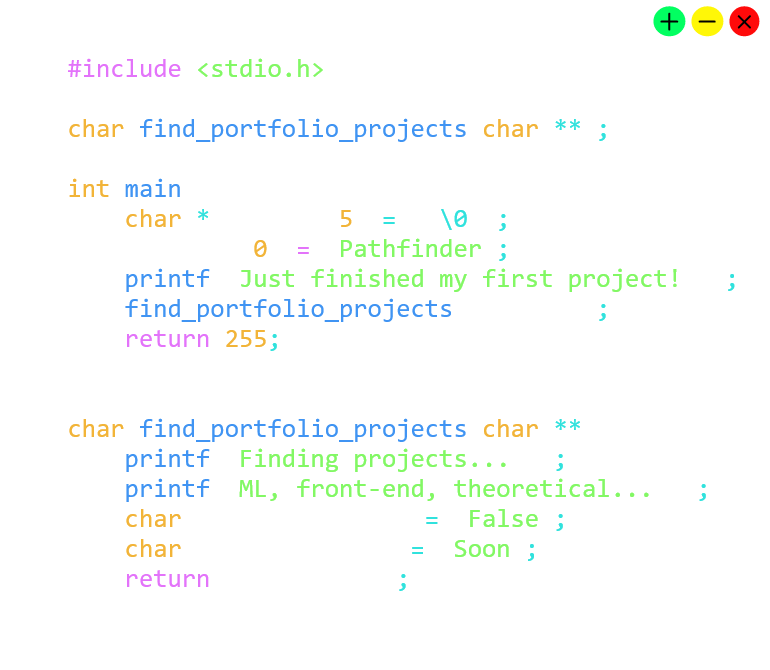 #include <stdio.h>
char find_portfolio_projects char ** ;
int main
char * 5 = \0 ;
0 = Pathfinder ;
printf Just finished my first project! ;
find_portfolio_projects ;
return 255;
char find_portfolio_projects char **
printf Finding projects... ;
printf ML, front-end, theoretical... ;
char = False ;
char = Soon ;
return ;